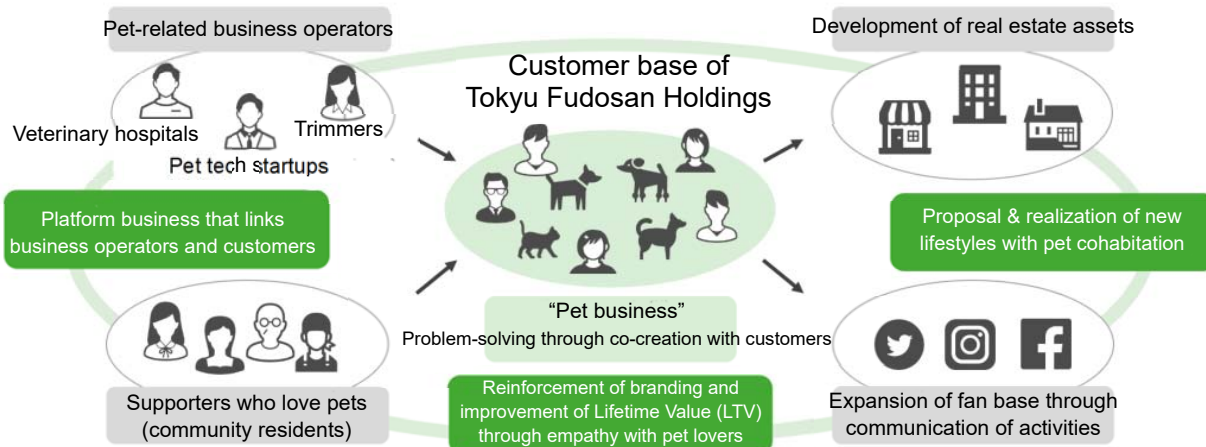 Pet-related business operators
Veterinary hospitals
Trimmers
Pet tech startups
Customer base of
Tokyu Fudosan Holdings
Development of real estate assets
Platform business that links
business operators and customers
Proposal & realization of new
lifestyles with pet cohabitation
“Pet business”
Problem-solving through co-creation with customers
Supporters who love pets
(community residents)
Reinforcement of branding and
improvement of Lifetime Value (LTV)
through empathy with pet lovers
Expansion of fan base through
communication of activities